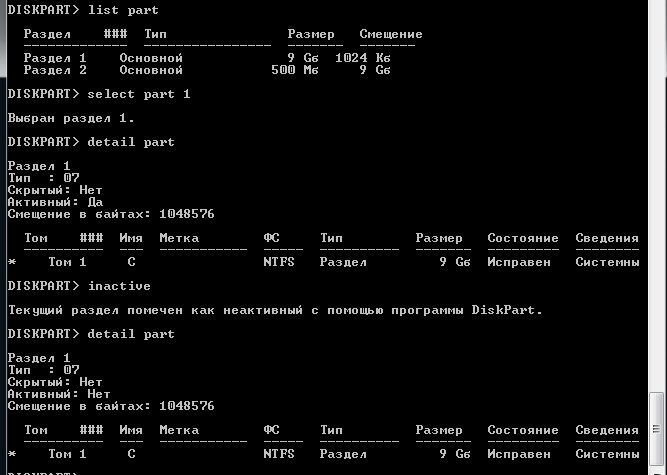 DISKPART> list part
Раздел ### Тип Размер Смещение
------------- ---------------- ------- -------
Раздел 1 Основной 9 Gб 1024 Кб
Раздел 2 Основной 500 Mб 9 Gб
DISKPART> select part 1
Выбран раздел 1.
DISKPART> detail part
Раздел 1
Тип : 07
Скрытый: Нет
Активный: Да
Смещение в байтах: 1048576
Том ### Имя Метка ФС Тип Размер Состояние Сведения
---------- --- ----------- ----- ---------- ------- --------- --------
* Том 1 C NTFS Раздел 9 Gб Исправен Системны
DISKPART> inactive
Текущий раздел помечен как неактивный с помощью программы DiskPart.
DISKPART> detail part
Раздел 1
Тип : 07
Скрытый: Нет
Активный: Нет
Смещение в байтах: 1048576
Том ### Имя Метка ФС Тип Размер Состояние Сведения
---------- --- ----------- ----- ---------- ------- --------- --------
* Том 1 C NTFS Раздел 9 Gб Исправен Системны
DISKPART>